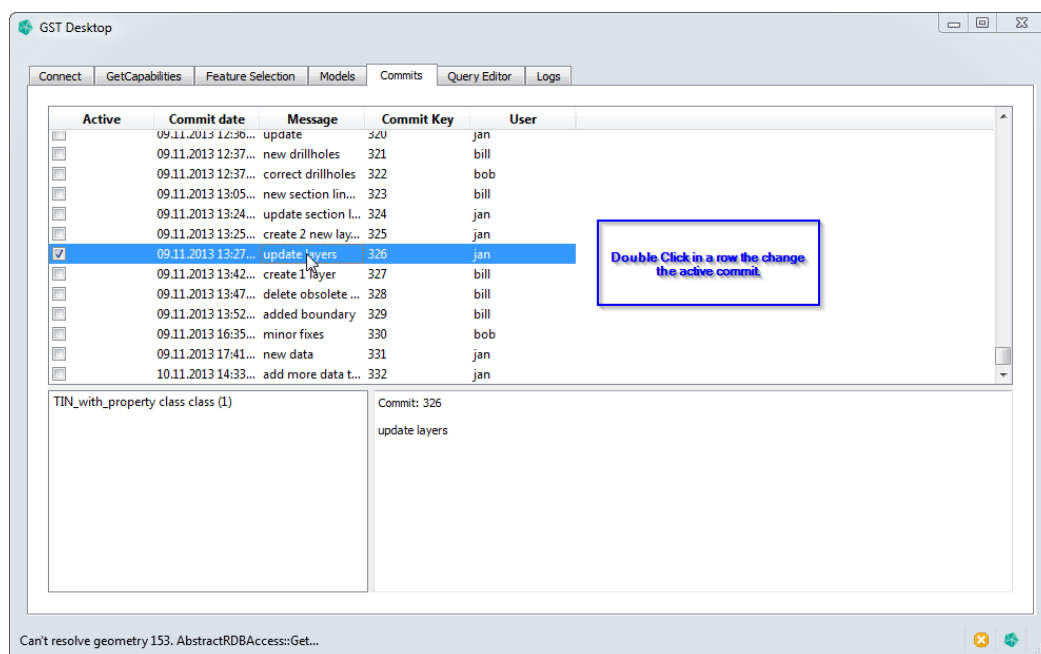 GST Desktop
Connect GetCapabilities Feature Selection Models Commits Query Editor Logs
Active Commit date Message Commit Key User
09.11.2013 12:36... update 320 jan
09.11.2013 12:37... new drillholes 321 bill
09.11.2013 12:37... correct drillholes 322 bob
09.11.2013 13:05... new section lin... 323 bill
09.11.2013 13:24... update section l... 324 jan
09.11.2013 13:25... create 2 new lay... 325 jan
09.11.2013 13:27... update layers 326 jan
09.11.2013 13:42... create 1 layer 327 bill
09.11.2013 13:47... delete obsolete ... 328 bill
09.11.2013 13:52... added boundary 329 bill
09.11.2013 16:35... minor fixes 330 bob
09.11.2013 17:41... new data 331 jan
10.11.2013 14:33... add more data t... 332 jan
Double Click in a row the change
the active commit.
TIN_with_property class class (1)
Commit: 326
update layers
Can't resolve geometry 153. AbstractRDBAccess::Get...